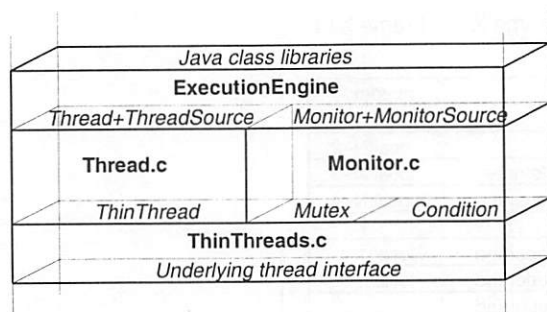 Java class libraries
ExecutionEngine
Thread+ThreadSource Monitor+MonitorSource
Thread.c Monitor.c
ThinThread Mutex Condition
ThinThreads.c
Underlying thread interface